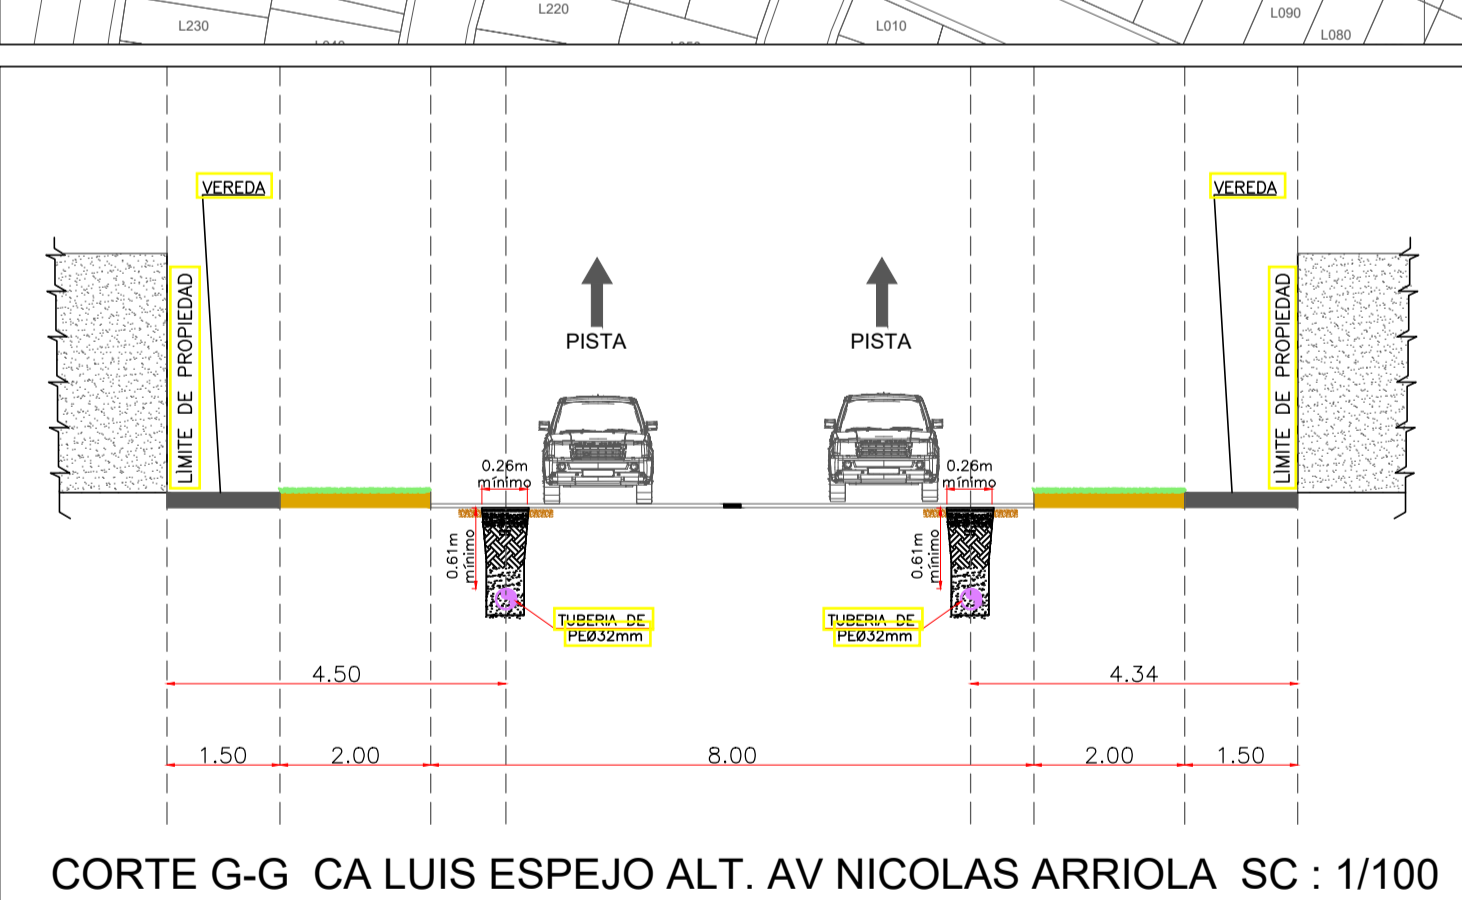 L230
L220
L010
L090
L080
VEREDA
VEREDA
LÍMITE DE PROPIEDAD
LÍMITE DE PROPIEDAD
PISTA
PISTA
0.26m
mínimo
0.26m
mínimo
0.61m
mínimo
0.61m
mínimo
TUBERIA DE
PEØ32mm
TUBERIA DE
PEØ32mm
4.50
4.34
1.50
2.00
8.00
2.00
1.50
CORTE G-G CA LUIS ESPEJO ALT. AV NICOLAS ARRIOLA SC : 1/100